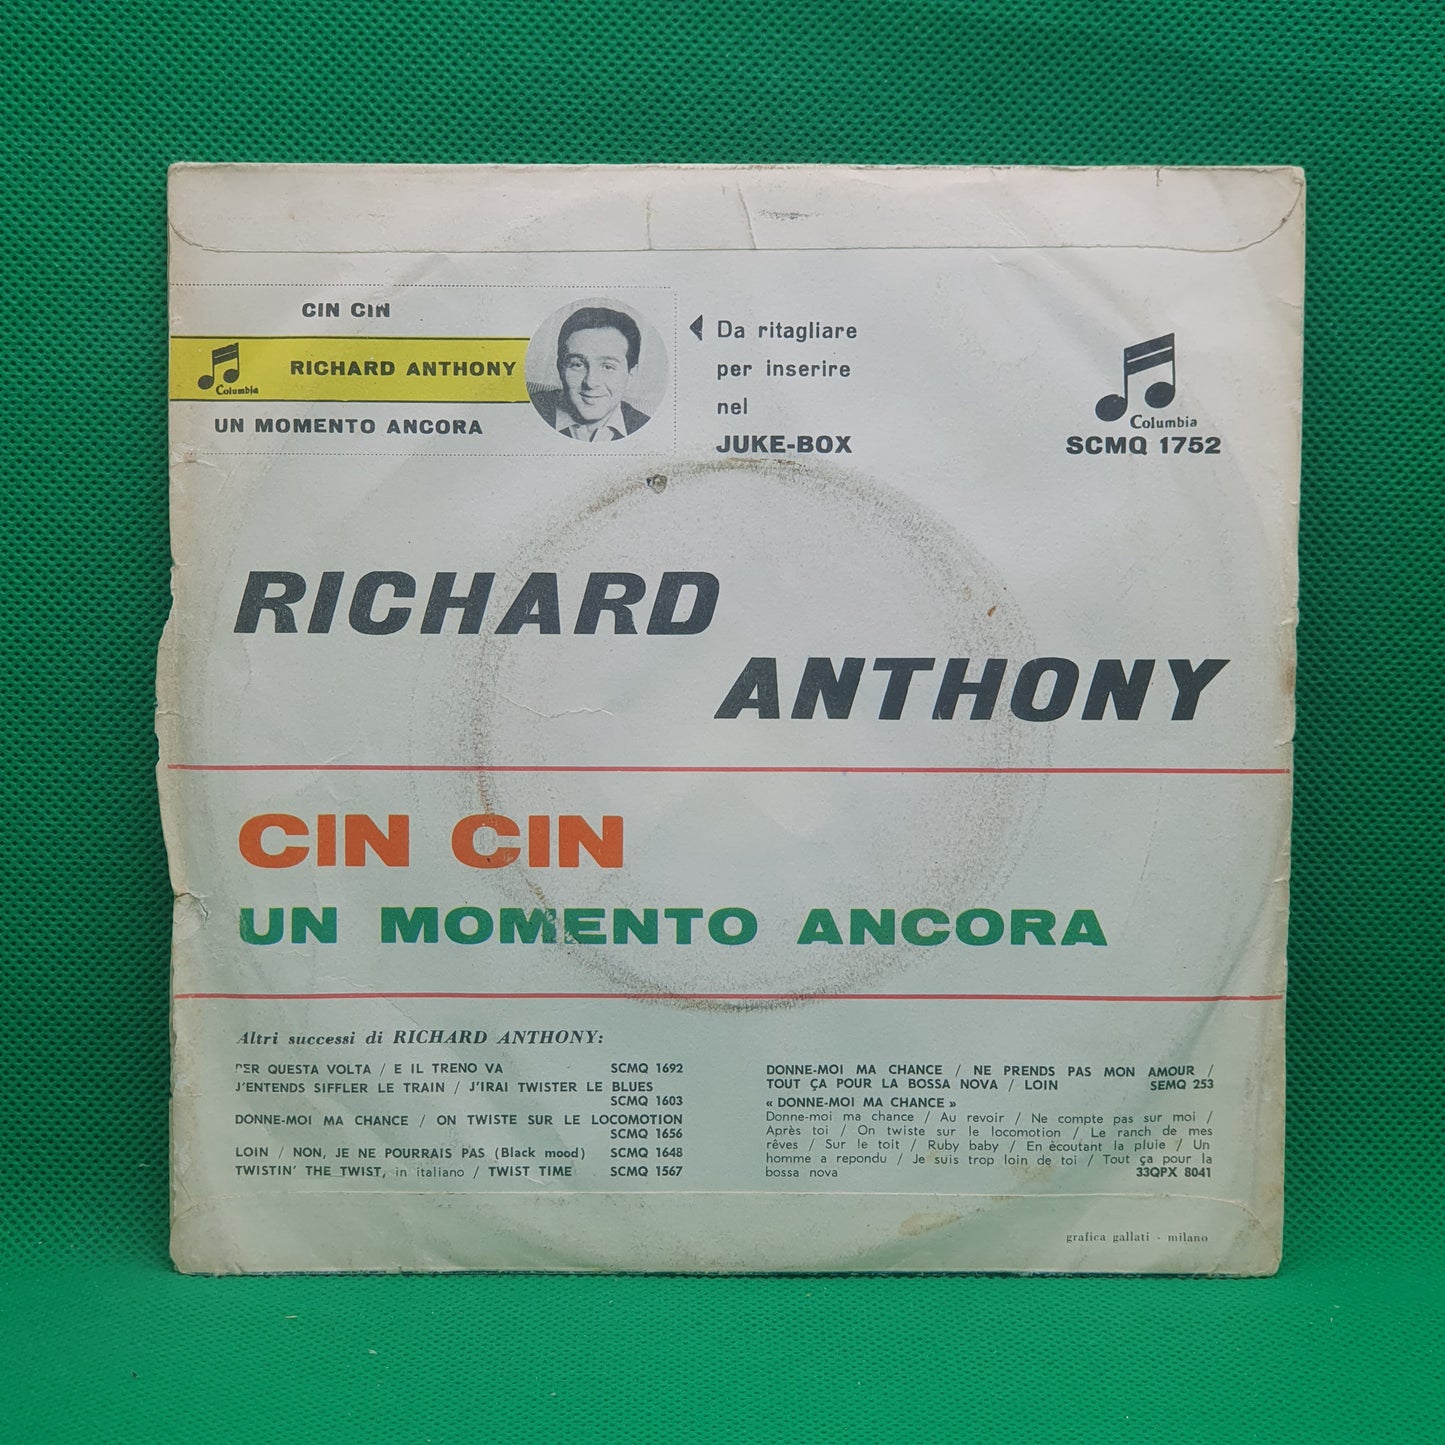 CIN CIN
Columbia
RICHARD ANTHONY
UN MOMENTO ANCORA
Da ritagliare
per inserire
nel
JUKE-BOX
Columbia
SCMQ 1752
RICHARD
ANTHONY
CIN CIN
UN MOMENTO ANCORA
Altri successi di RICHARD ANTHONY:
PER QUESTA VOLTA / E IL TRENO VA SCMQ 1692
J'ENTENDS SIFFLER LE TRAIN / J'IRAI TWISTER LE BLUES
SCMQ 1603
DONNE-MOI MA CHANCE / ON TWISTE SUR LE LOCOMOTION
SCMQ 1656
LOIN / NON, JE NE POURRAIS PAS (Black mood) SCMQ 1648
TWISTIN' THE TWIST, in italiano / TWIST TIME SCMQ 1567
DONNE-MOI MA CHANCE / NE PRENDS PAS MON AMOUR /
TOUT ÇA POUR LA BOSSA NOVA / LOIN SEMQ 253
« DONNE-MOI MA CHANCE »
Donne-moi ma chance / Au revoir / Ne compte pas sur moi /
Après toi / On twiste sur le locomotion / Le ranch de mes
rêves / Sur le toit / Ruby baby / En ècoutant la pluie / Un
homme a repondu / Je suis trop loin de toi / Tout ça pour la
bossa nova 33QPX 8041
grafica gallati - milano